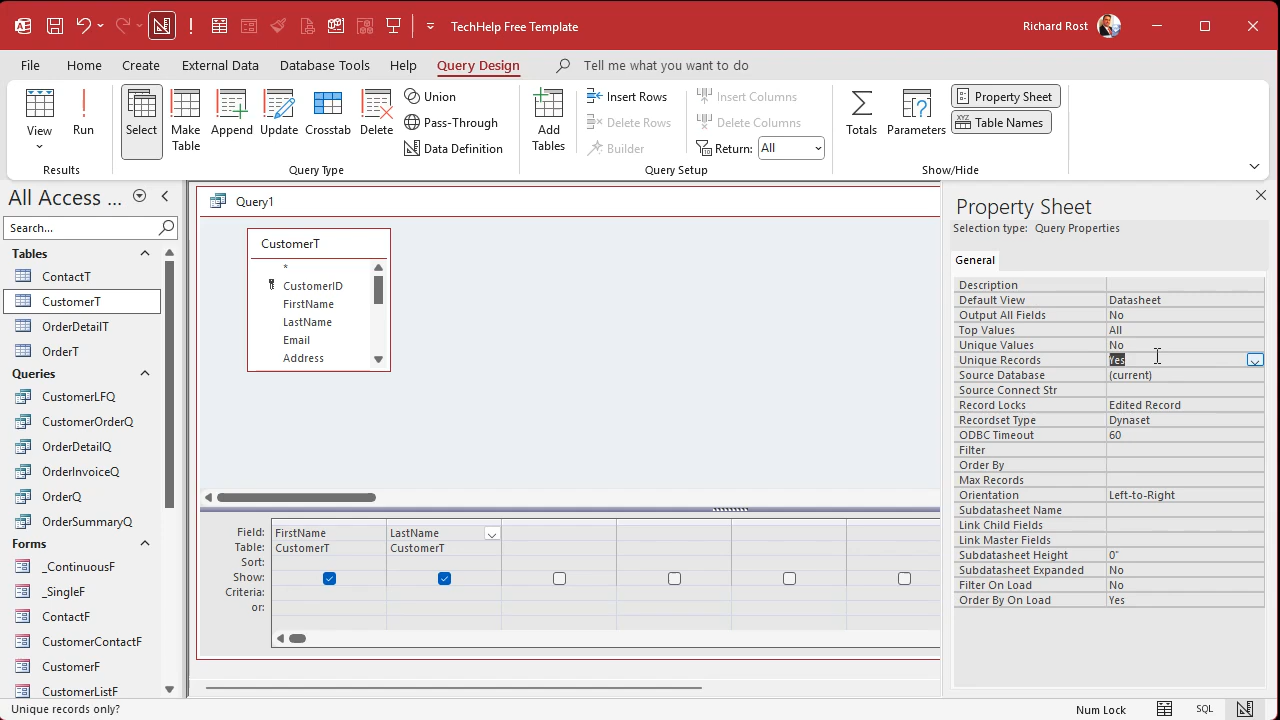 TechHelp Free Template
Richard Rost
File Home Create External Data Database Tools Help Query Design Tell me what you want to do
View
Run
Results
Select
Make Table
Append
Update
Crosstab
Delete
Union
Pass-Through
Data Definition
Query Type
Add Tables
Insert Rows
Delete Rows
Builder
Insert Columns
Delete Columns
Return: All
Query Setup
Totals
Parameters
Property Sheet
XYZ Table Names
Show/Hide
All Access ...
Search...
Tables
ContactT
CustomerT
OrderDetailT
OrderT
Queries
CustomerLFQ
CustomerOrderQ
OrderDetailQ
OrderInvoiceQ
OrderQ
OrderSummaryQ
Forms
_ContinuousF
_SingleF
ContactF
CustomerContactF
CustomerF
CustomerListF
Query1
CustomerT
*
CustomerID
FirstName
LastName
Email
Address
Field: FirstName LastName
Table: CustomerT CustomerT
Sort:
Show:
Criteria:
or:
Property Sheet
Selection type: Query Properties
General
Description
Default View Datasheet
Output All Fields No
Top Values All
Unique Values No
Unique Records Yes
Source Database (current)
Source Connect Str
Record Locks Edited Record
Recordset Type Dynaset
ODBC Timeout 60
Filter
Order By
Max Records
Orientation Left-to-Right
Subdatasheet Name
Link Child Fields
Link Master Fields
Subdatasheet Height 0"
Subdatasheet Expanded No
Filter On Load No
Order By On Load Yes
Unique records only?
Num Lock
SQL